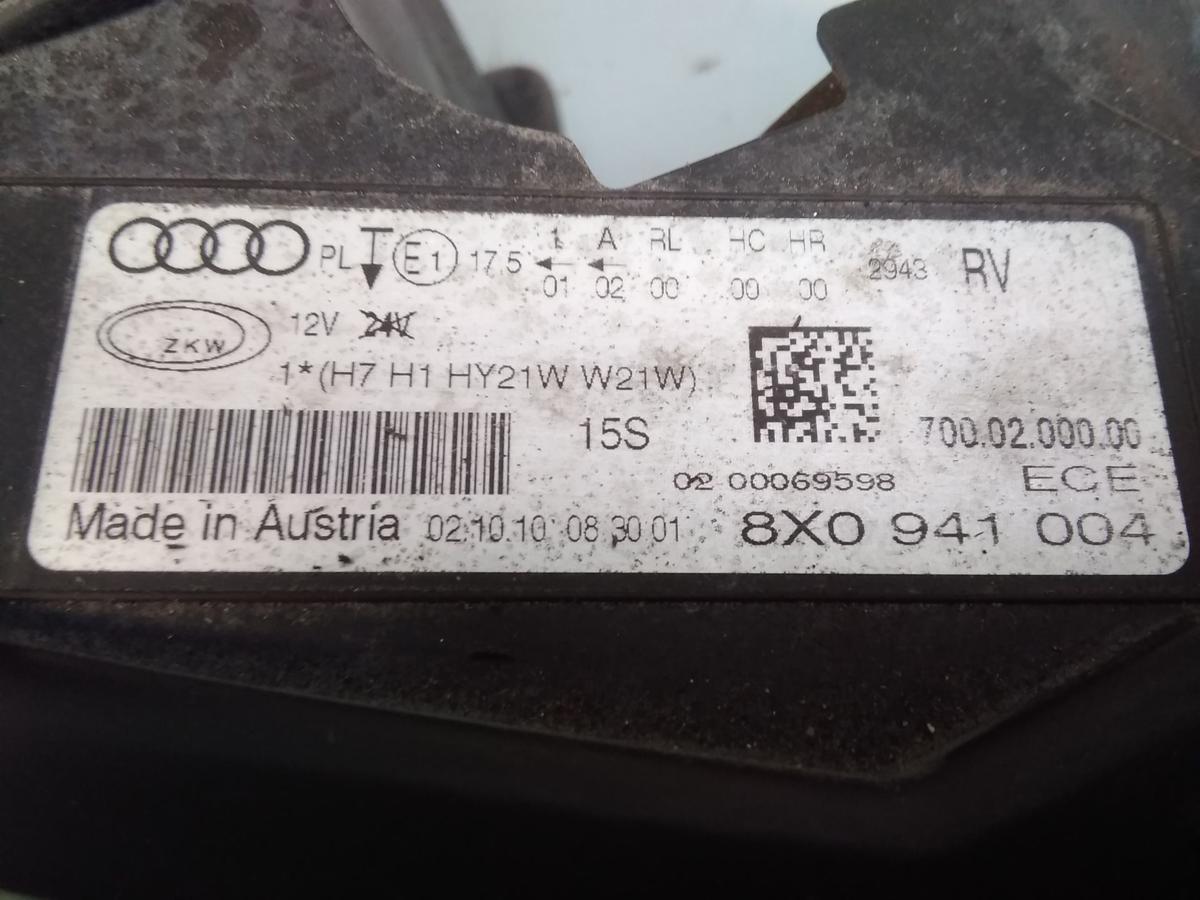 PL E1 17.5 1 A RL HC HR 2943 RV
01 02 00 00 00
ZKW 12V 24V
1*(H7 H1 HY21W W21W)
15S 700.02.000.00
02 00069598 ECE
Made in Austria 02.10.10 08.30 01 8X0 941 004